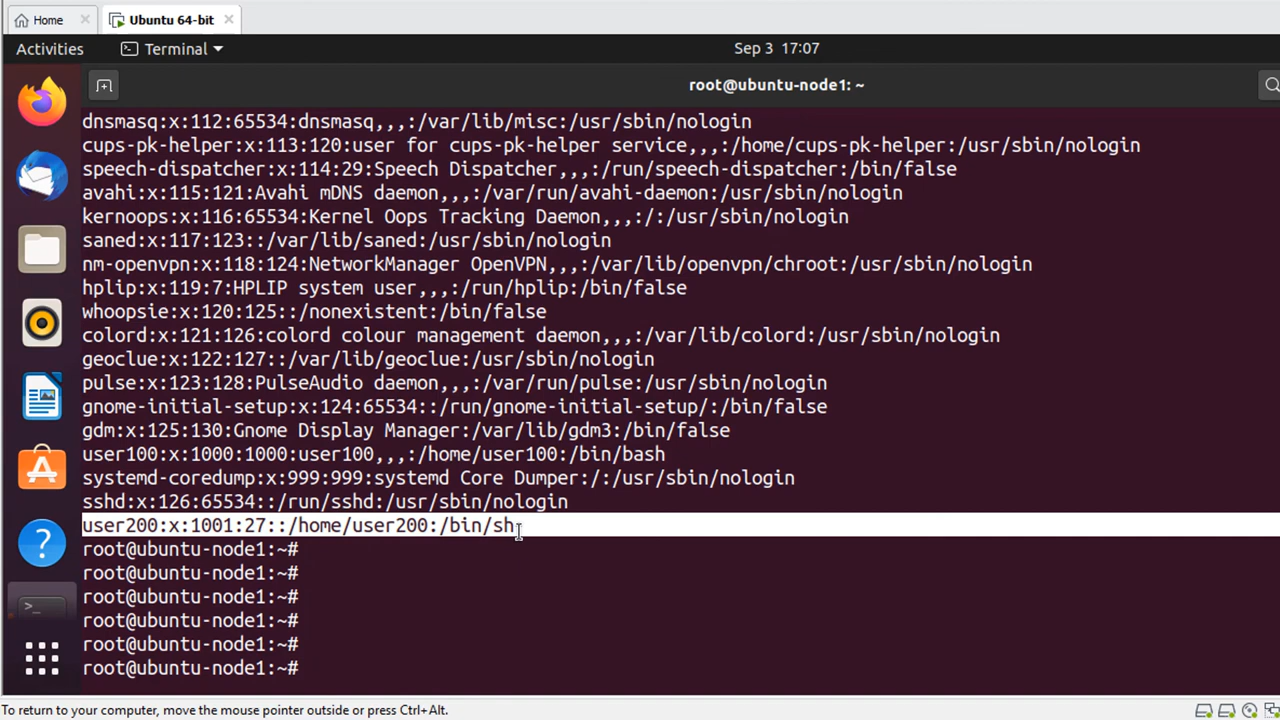 Home
Ubuntu 64-bit
Activities
Terminal
Sep 3 17:07
root@ubuntu-node1: ~
dnsmasq:x:112:65534:dnsmasq,,,:/var/lib/misc:/usr/sbin/nologin
cups-pk-helper:x:113:120:user for cups-pk-helper service,,,:/home/cups-pk-helper:/usr/sbin/nologin
speech-dispatcher:x:114:29:Speech Dispatcher,,,:/run/speech-dispatcher:/bin/false
avahi:x:115:121:Avahi mDNS daemon,,,:/var/run/avahi-daemon:/usr/sbin/nologin
kernoops:x:116:65534:Kernel Oops Tracking Daemon,,,:/:/usr/sbin/nologin
saned:x:117:123::/var/lib/saned:/usr/sbin/nologin
nm-openvpn:x:118:124:NetworkManager OpenVPN,,,:/var/lib/openvpn/chroot:/usr/sbin/nologin
hplip:x:119:7:HPLIP system user,,,:/run/hplip:/bin/false
whoopsie:x:120:125::/nonexistent:/bin/false
colord:x:121:126:colord colour management daemon,,,:/var/lib/colord:/usr/sbin/nologin
geoclue:x:122:127::/var/lib/geoclue:/usr/sbin/nologin
pulse:x:123:128:PulseAudio daemon,,,:/var/run/pulse:/usr/sbin/nologin
gnome-initial-setup:x:124:65534::/run/gnome-initial-setup/:/bin/false
gdm:x:125:130:Gnome Display Manager:/var/lib/gdm3:/bin/false
user100:x:1000:1000:user100,,,:/home/user100:/bin/bash
systemd-coredump:x:999:999:systemd Core Dumper:/:/usr/sbin/nologin
sshd:x:126:65534::/run/sshd:/usr/sbin/nologin
user200:x:1001:27::/home/user200:/bin/sh
root@ubuntu-node1:~#
root@ubuntu-node1:~#
root@ubuntu-node1:~#
root@ubuntu-node1:~#
root@ubuntu-node1:~#
root@ubuntu-node1:~#
To return to your computer, move the mouse pointer outside or press Ctrl+Alt.